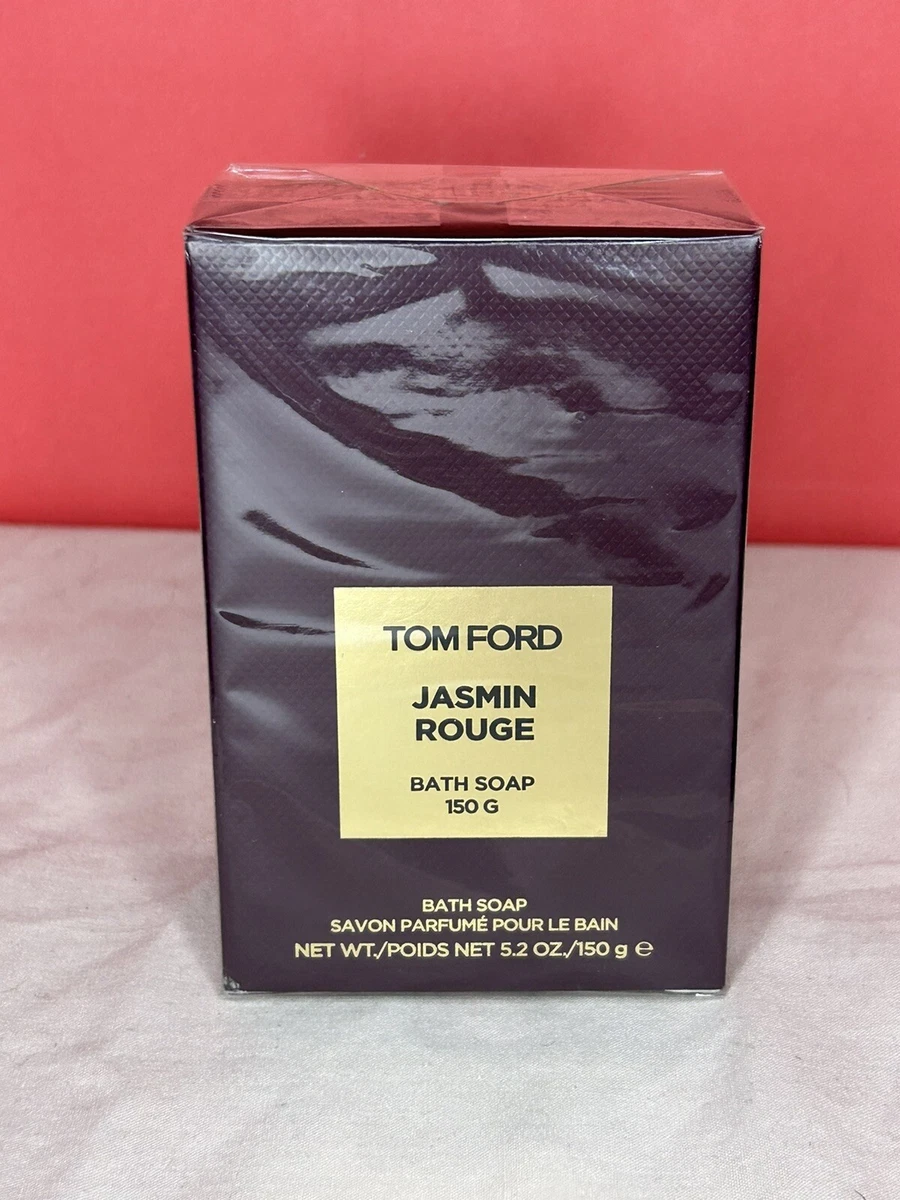 TOM FORD
JASMIN
ROUGE
BATH SOAP
150 G
BATH SOAP
SAVON PARFUMÉ POUR LE BAIN
NET WT./POIDS NET 5.2 OZ./150 g ℮